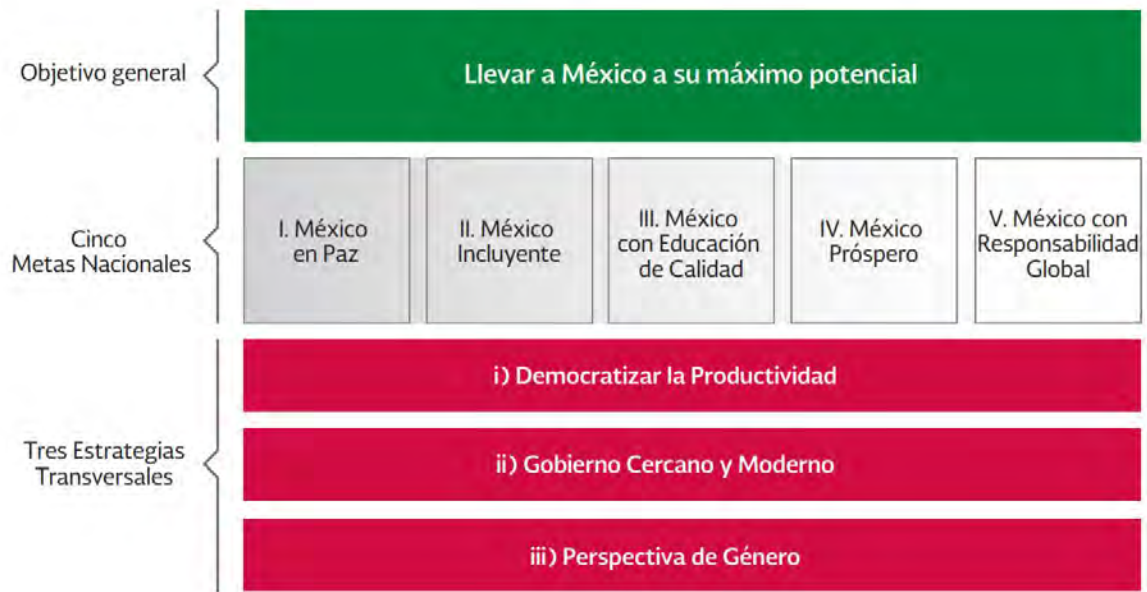 Objetivo general
Llevar a México a su máximo potencial
Cinco
Metas Nacionales
I. México
en Paz
II. México
Incluyente
III. México
con Educación
de Calidad
IV. México
Próspero
V. México con
Responsabilidad
Global
Tres Estrategias
Transversales
i) Democratizar la Productividad
ii) Gobierno Cercano y Moderno
iii) Perspectiva de Género